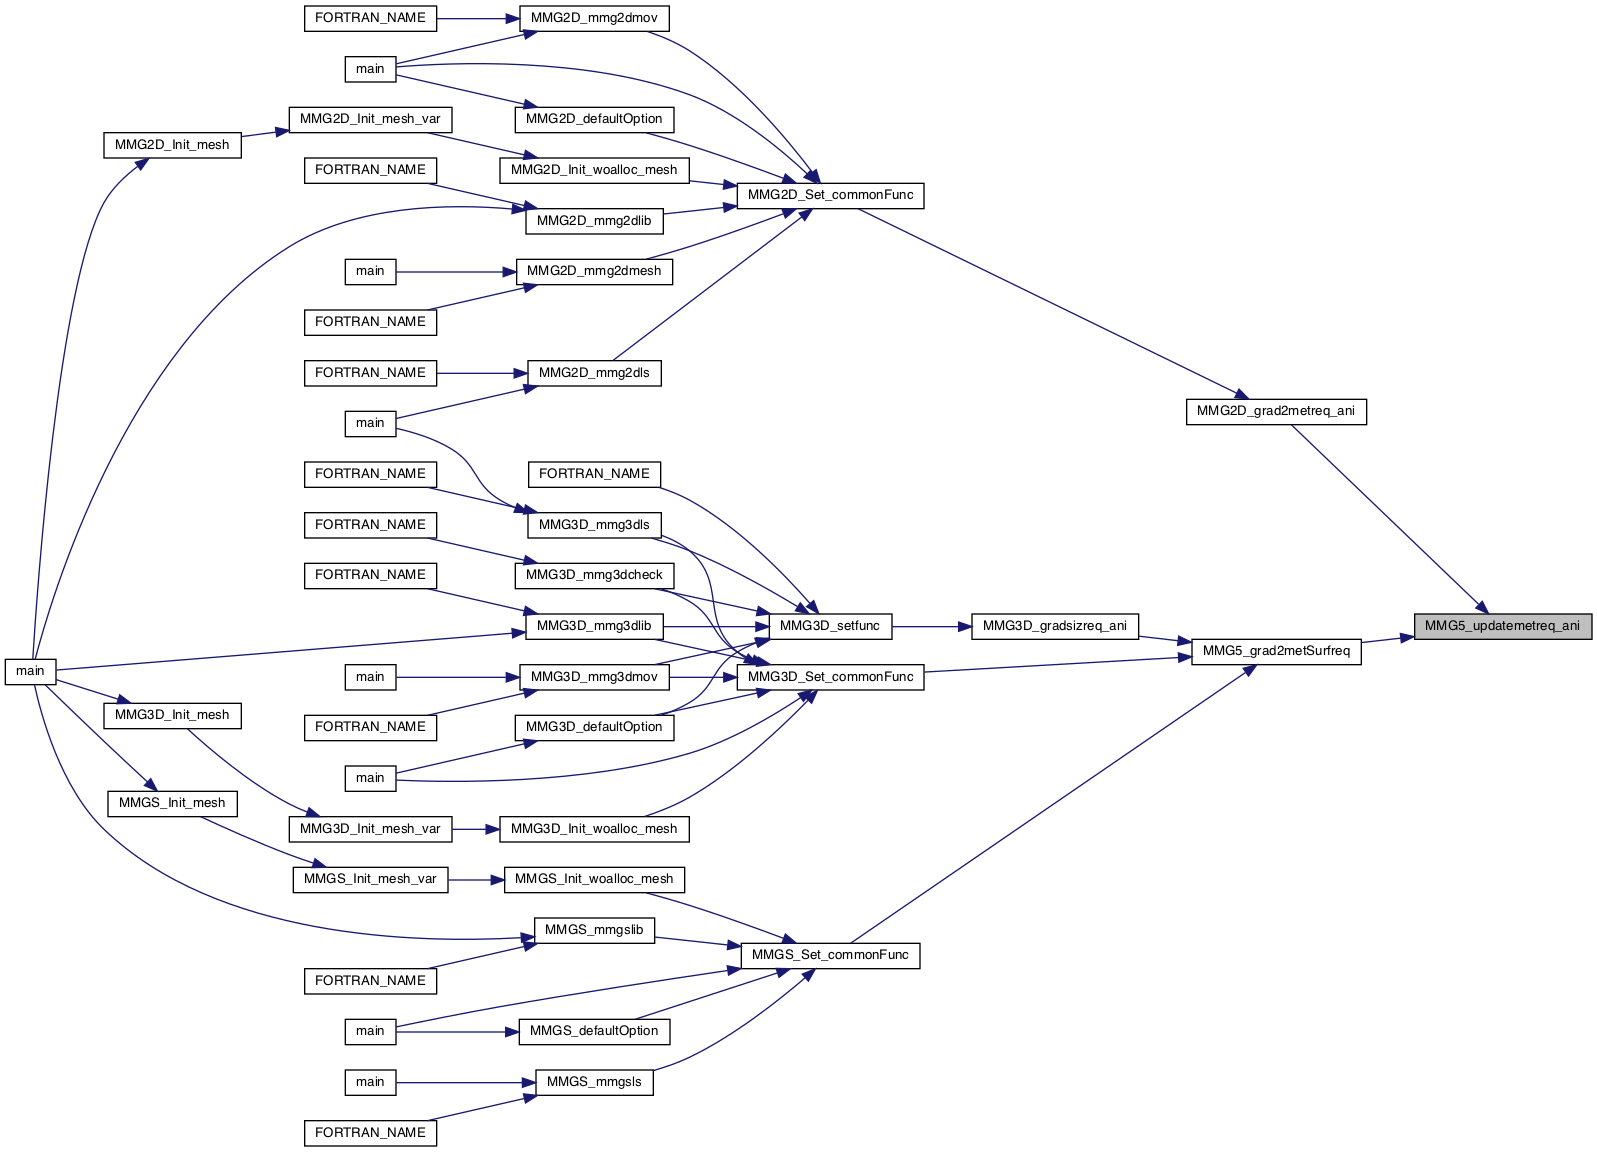 FORTRAN_NAME
MMG2D_mmg2dmov
main
MMG2D_Init_mesh_var
MMG2D_defaultOption
MMG2D_Init_mesh
FORTRAN_NAME
MMG2D_Init_woalloc_mesh
MMG2D_Set_commonFunc
MMG2D_mmg2dlib
main
MMG2D_mmg2dmesh
FORTRAN_NAME
FORTRAN_NAME
MMG2D_mmg2dls
MMG2D_grad2metreq_ani
main
FORTRAN_NAME
FORTRAN_NAME
FORTRAN_NAME
MMG3D_mmg3dls
FORTRAN_NAME
MMG3D_mmg3dcheck
MMG3D_mmg3dlib
MMG3D_setfunc
MMG3D_gradsizreq_ani
MMG5_updatemetreq_ani
MMG5_grad2metSurfreq
main
main
MMG3D_mmg3dmov
MMG3D_Set_commonFunc
MMG3D_Init_mesh
FORTRAN_NAME
MMG3D_defaultOption
main
MMGS_Init_mesh
MMG3D_Init_mesh_var
MMG3D_Init_woalloc_mesh
MMGS_Init_mesh_var
MMGS_Init_woalloc_mesh
MMGS_mmgslib
MMGS_Set_commonFunc
FORTRAN_NAME
main
MMGS_defaultOption
main
MMGS_mmgsls
FORTRAN_NAME